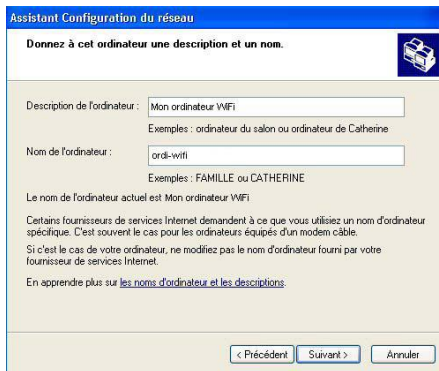 Assistant Configuration du réseau
Donnez à cet ordinateur une description et un nom.
Description de l'ordinateur :
Mon ordinateur WiFi
Exemples : ordinateur du salon ou ordinateur de Catherine
Nom de l'ordinateur :
ordi-wifi
Exemples : FAMILLE ou CATHERINE
Le nom de l'ordinateur actuel est Mon ordinateur WiFi
Certains fournisseurs de services Internet demandent à ce que vous utilisiez un nom d'ordinateur
spécifique. C'est souvent le cas pour les ordinateurs équipés d'un modem câble.
Si c'est le cas de votre ordinateur, ne modifiez pas le nom d'ordinateur fourni par votre
fournisseur de services Internet.
En apprendre plus sur les noms d'ordinateur et les descriptions.
< Précédent
Suivant >
Annuler